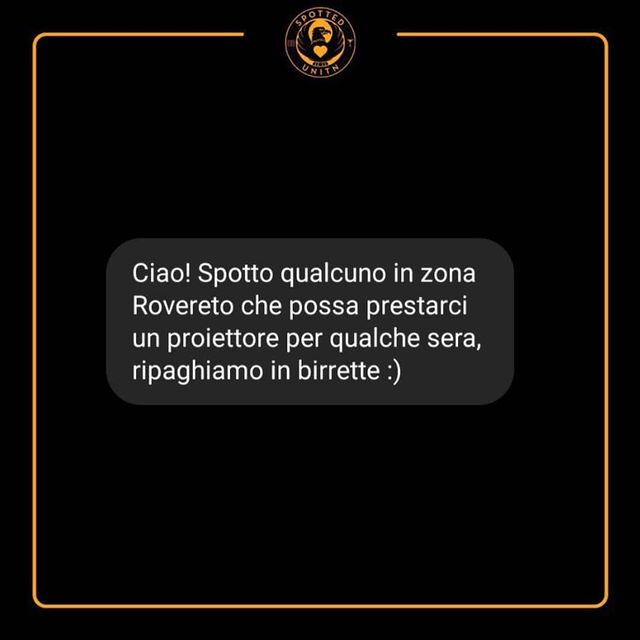 SPOTTED
UNITN
Ciao! Spotto qualcuno in zona
Rovereto che possa prestarci
un proiettore per qualche sera,
ripaghiamo in birrette :)